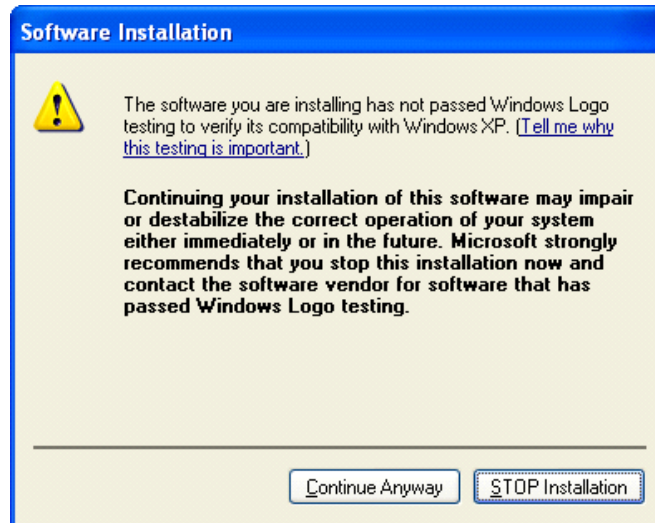 Software Installation
The software you are installing has not passed Windows Logo
testing to verify its compatibility with Windows XP. (Tell me why
this testing is important.)
Continuing your installation of this software may impair
or destabilize the correct operation of your system
either immediately or in the future. Microsoft strongly
recommends that you stop this installation now and
contact the software vendor for software that has
passed Windows Logo testing.
Continue Anyway
STOP Installation